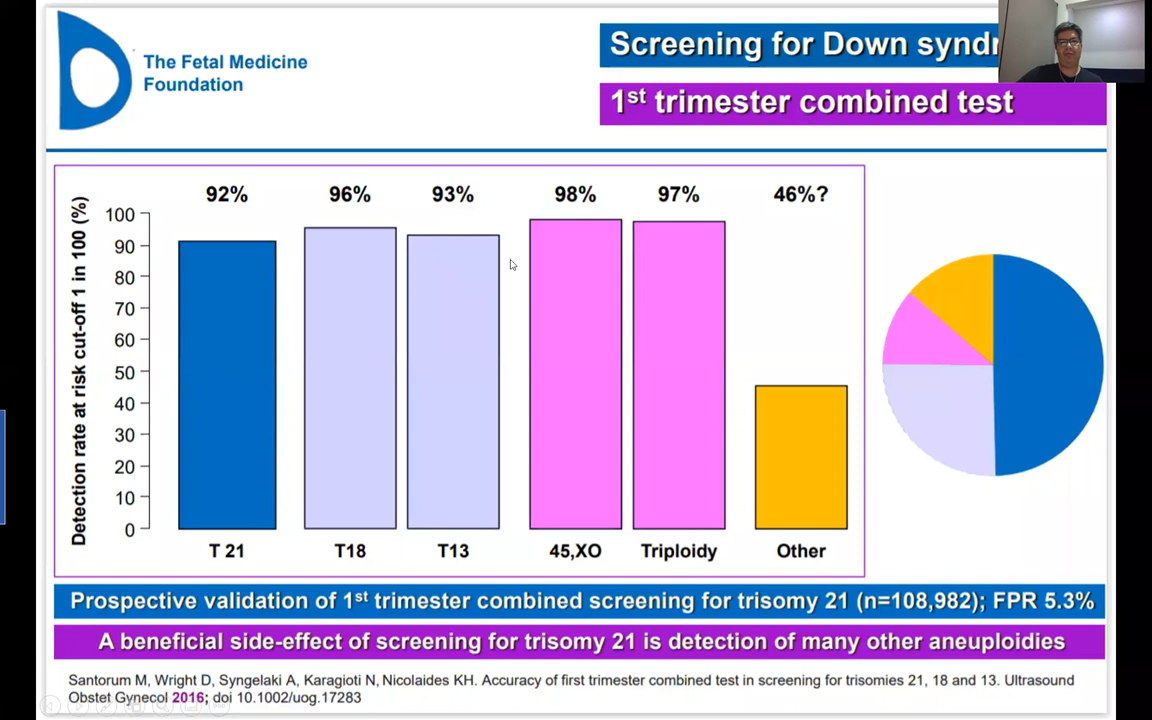 The Fetal Medicine
Foundation
Screening for Down
1st trimester combined test
92%
96%
93%
98%
97%
46%?
Detection rate at risk cut-off 1 in 100 (%)
100
90
80
70
60
50
40
30
20
10
0
T 21
T18
T13
45,XO
Triploidy
Other
Prospective validation of 1st trimester combined screening for trisomy 21 (n=108,982); FPR 5.3%
A beneficial side-effect of screening for trisomy 21 is detection of many other aneuploidies
Santorum M, Wright D, Syngelaki A, Karagioti N, Nicolaides KH. Accuracy of first trimester combined test in screening for trisomies 21, 18 and 13. Ultrasound
Obstet Gynecol 2016; doi 10.1002/uog.17283